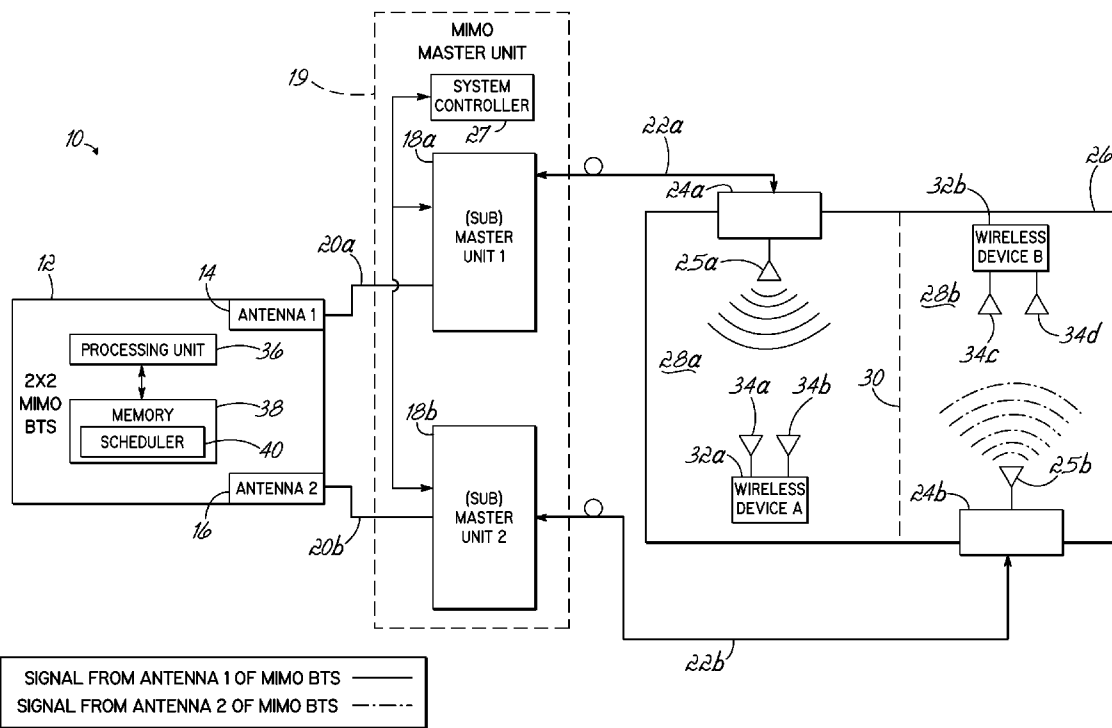 MIMO
MASTER UNIT
19
SYSTEM
CONTROLLER
27
10
18a
(SUB)
MASTER
UNIT 1
22a
24a
26
32b
WIRELESS
DEVICE B
25a
28b
34c
34d
20a
12
14
ANTENNA 1
PROCESSING UNIT
36
2X2
MIMO
BTS
MEMORY
38
SCHEDULER
40
ANTENNA 2
16
20b
18b
(SUB)
MASTER
UNIT 2
28a
34a
34b
30
32a
WIRELESS
DEVICE A
25b
24b
22b
SIGNAL FROM ANTENNA 1 OF MIMO BTS
SIGNAL FROM ANTENNA 2 OF MIMO BTS